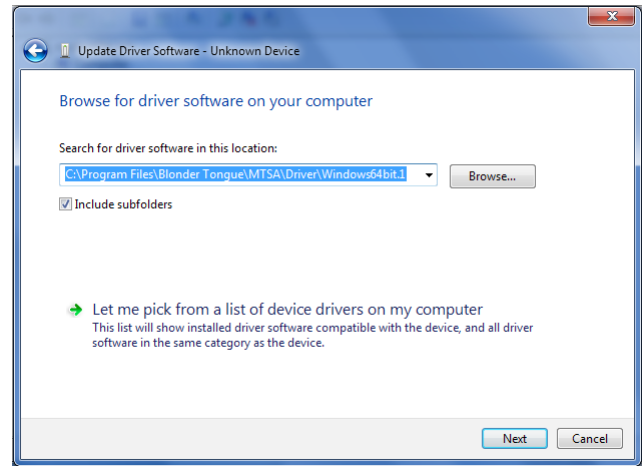 Update Driver Software - Unknown Device
Browse for driver software on your computer
Search for driver software in this location:
C:\Program Files\Blonder Tongue\MTSA\Driver\Windows64bit.1
Browse...
Include subfolders
Let me pick from a list of device drivers on my computer
This list will show installed driver software compatible with the device, and all driver
software in the same category as the device.
Next
Cancel